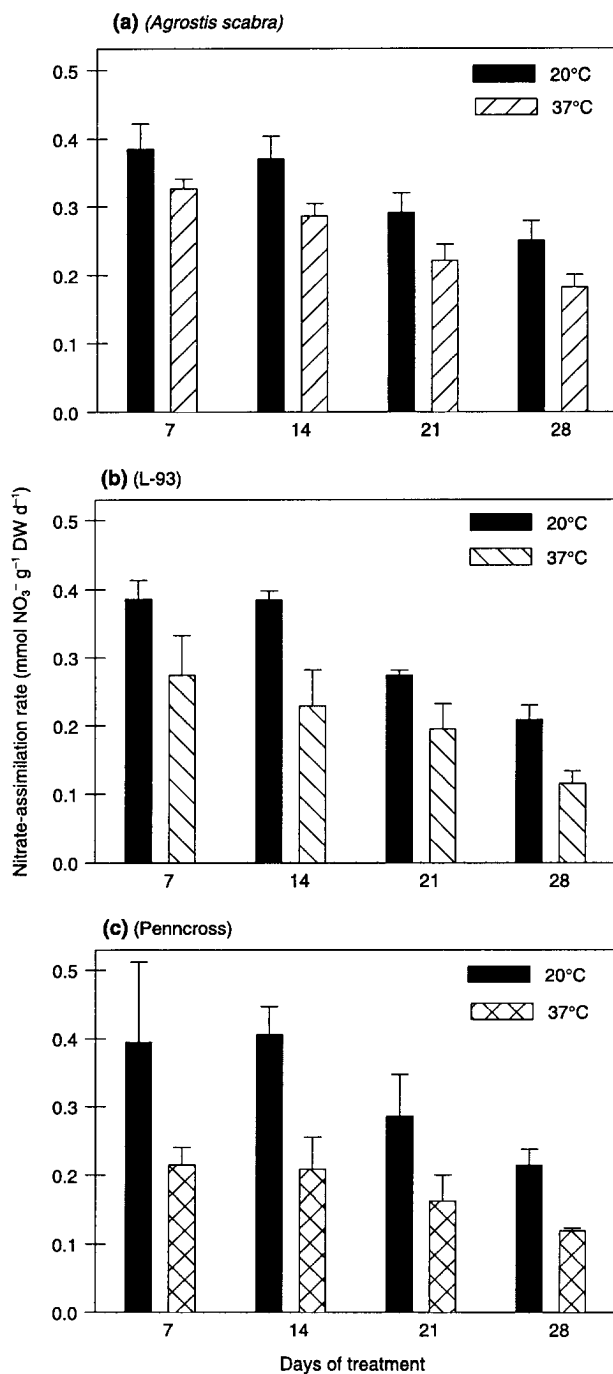 (a) (Agrostis scabra)
0.5
0.4
0.3
0.2
0.1
0.0
20°C
37°C
7 14 21 28
(b) (L-93)
0.5
0.4
0.3
0.2
0.1
0.0
20°C
37°C
7 14 21 28
Nitrate-assimilation rate (mmol NO₃⁻ g⁻¹ DW d⁻¹)
(c) (Penncross)
0.5
0.4
0.3
0.2
0.1
0.0
20°C
37°C
7 14 21 28
Days of treatment